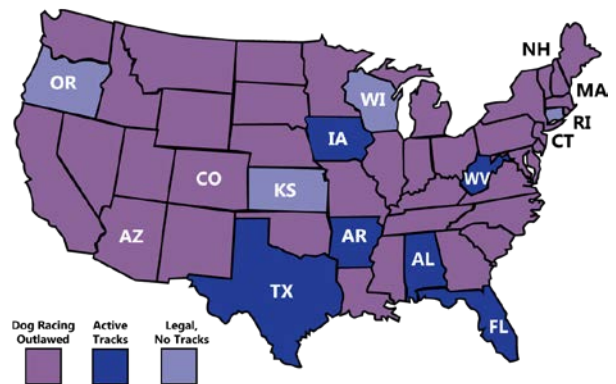 NH
OR
MA
WI
RI
IA
CT
CO
WV
KS
AZ
AR
AL
TX
FL
Dog Racing Outlawed
Active Tracks
Legal, No Tracks